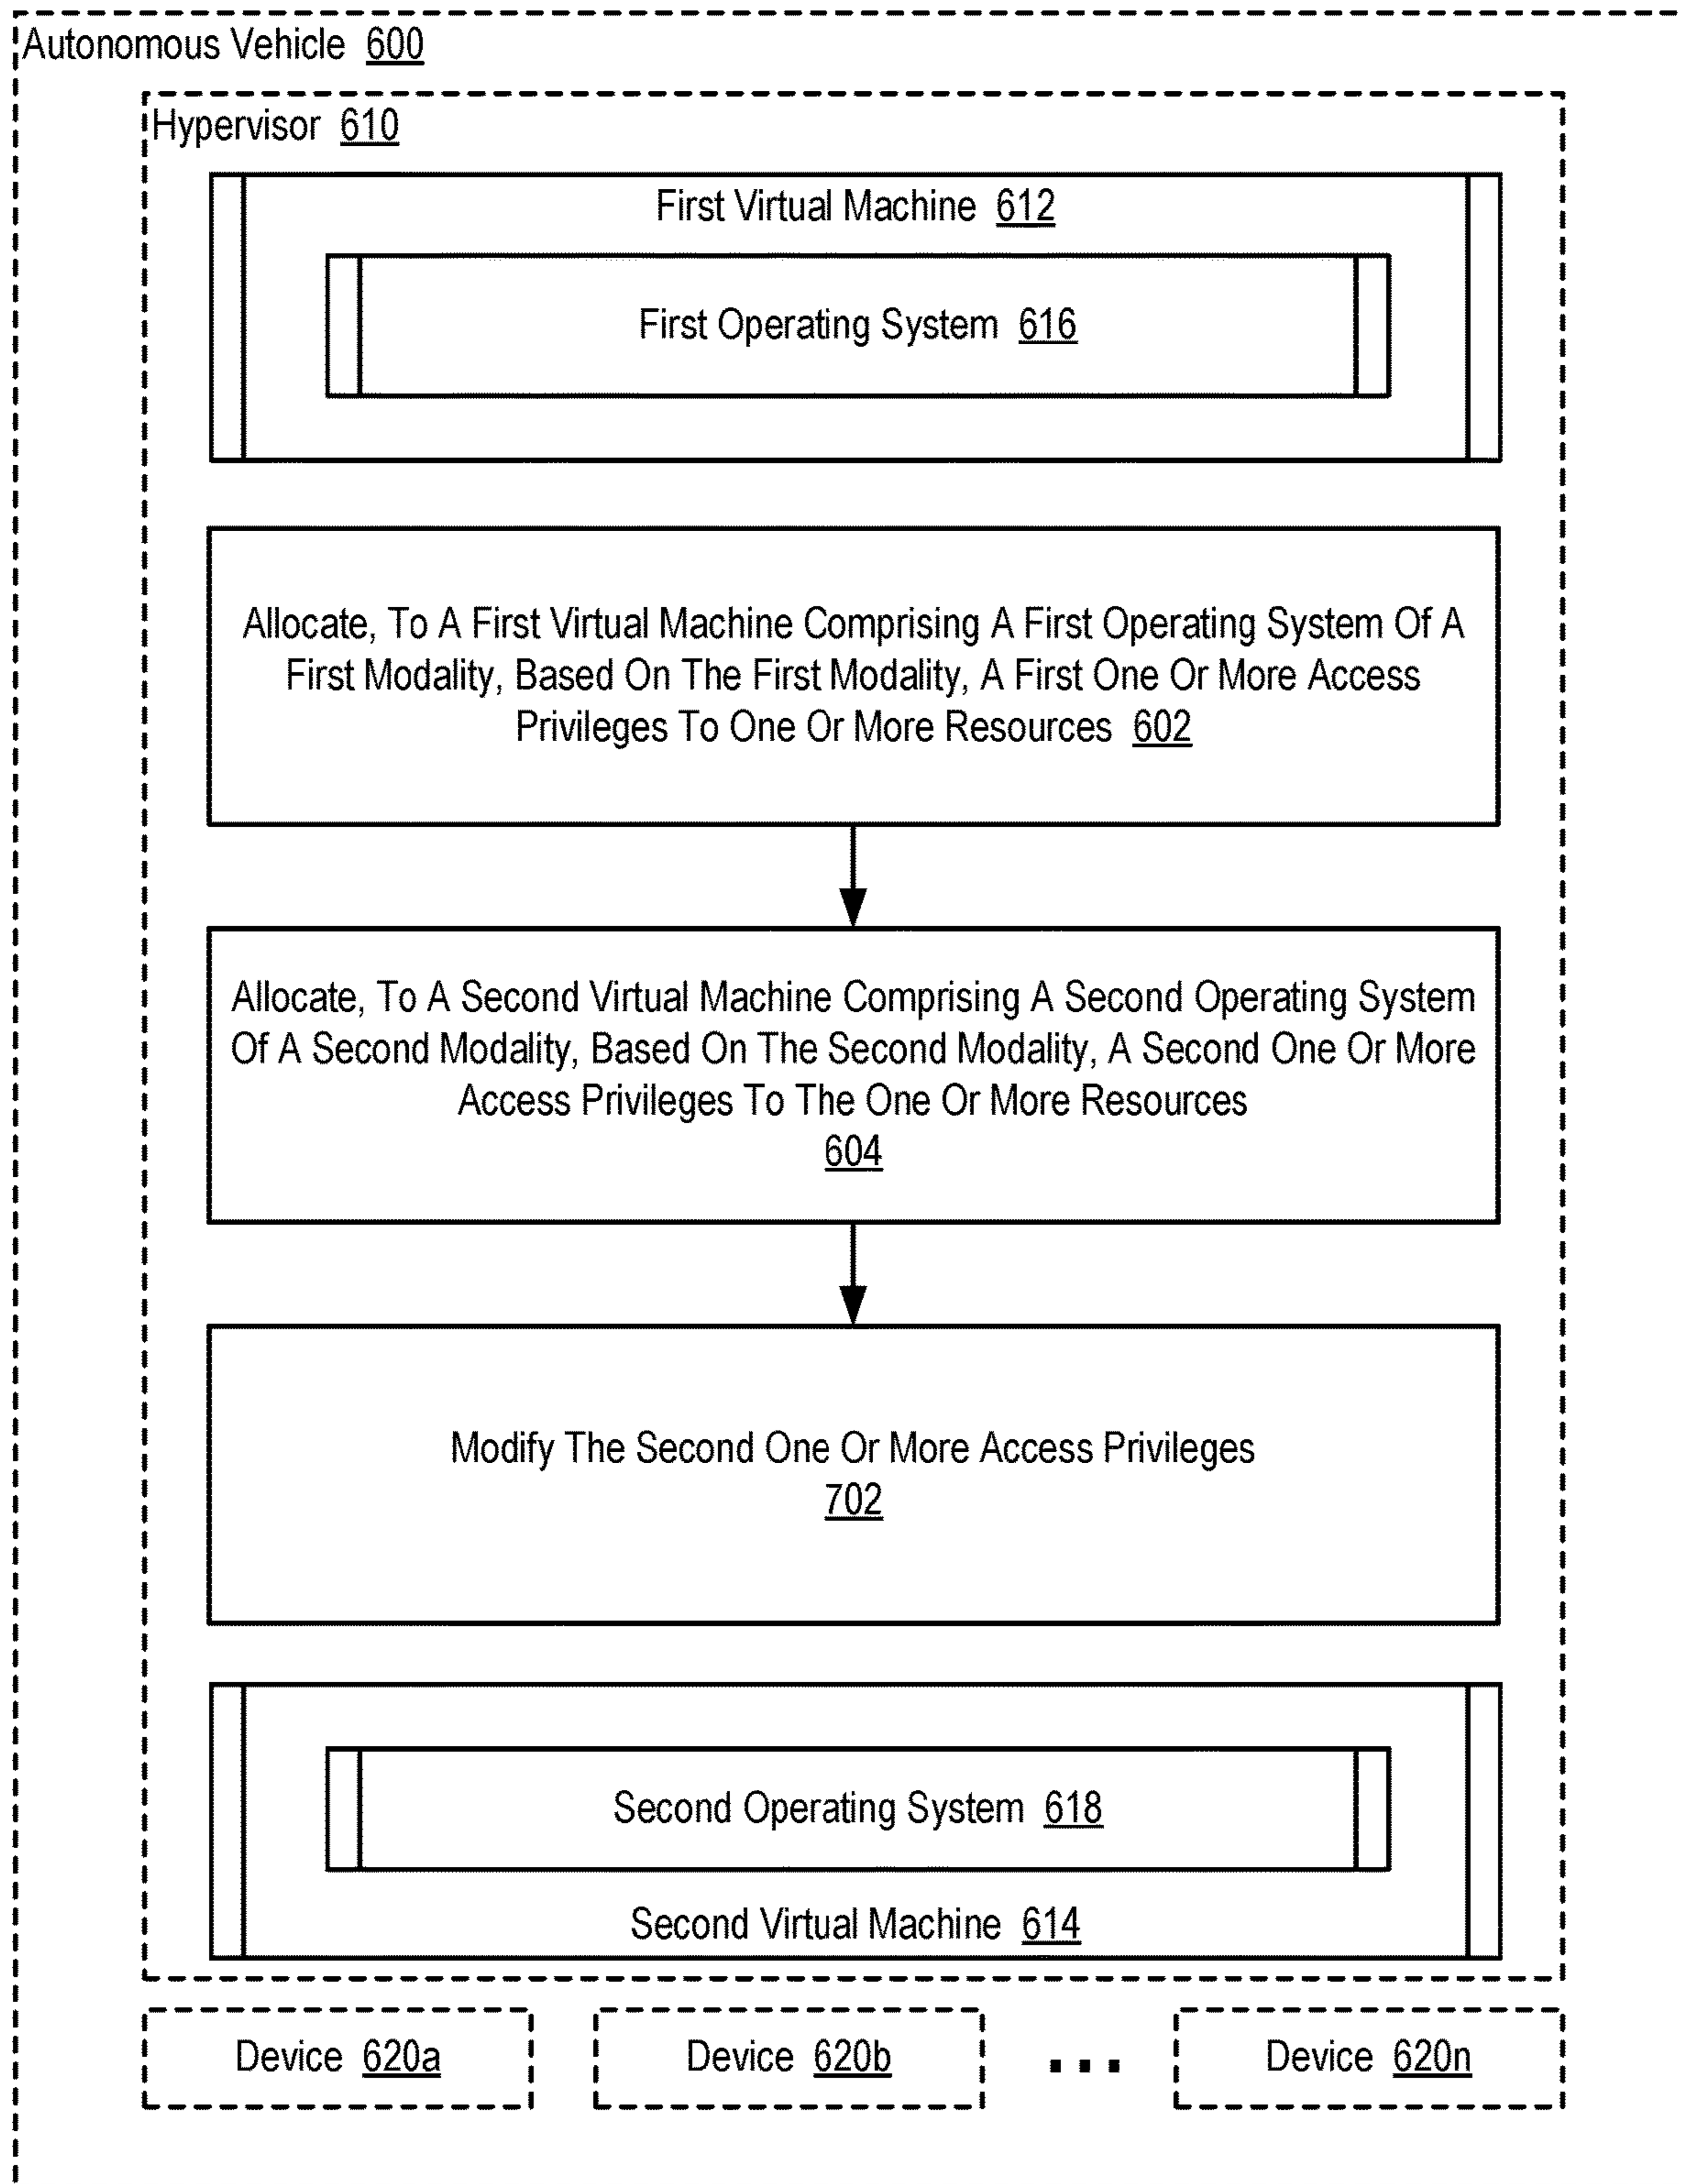 Autonomous Vehicle 600
Hypervisor 610
First Virtual Machine 612
First Operating System 616
Allocate, To A First Virtual Machine Comprising A First Operating System Of A
First Modality, Based On The First Modality, A First One Or More Access
Privileges To One Or More Resources 602
Allocate, To A Second Virtual Machine Comprising A Second Operating System
Of A Second Modality, Based On The Second Modality, A Second One Or More
Access Privileges To The One Or More Resources
604
Modify The Second One Or More Access Privileges
702
Second Operating System 618
Second Virtual Machine 614
Device 620a Device 620b ... Device 620n